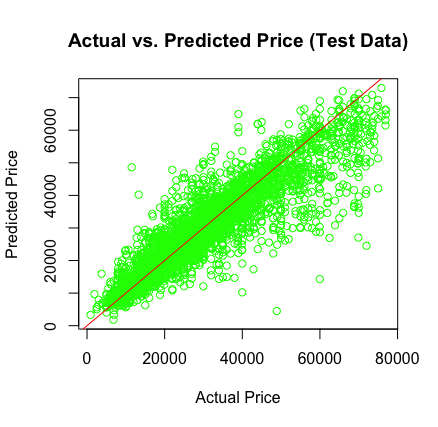 Actual vs. Predicted Price (Test Data)
Predicted Price
60000
40000
20000
0
0 20000 40000 60000 80000
Actual Price